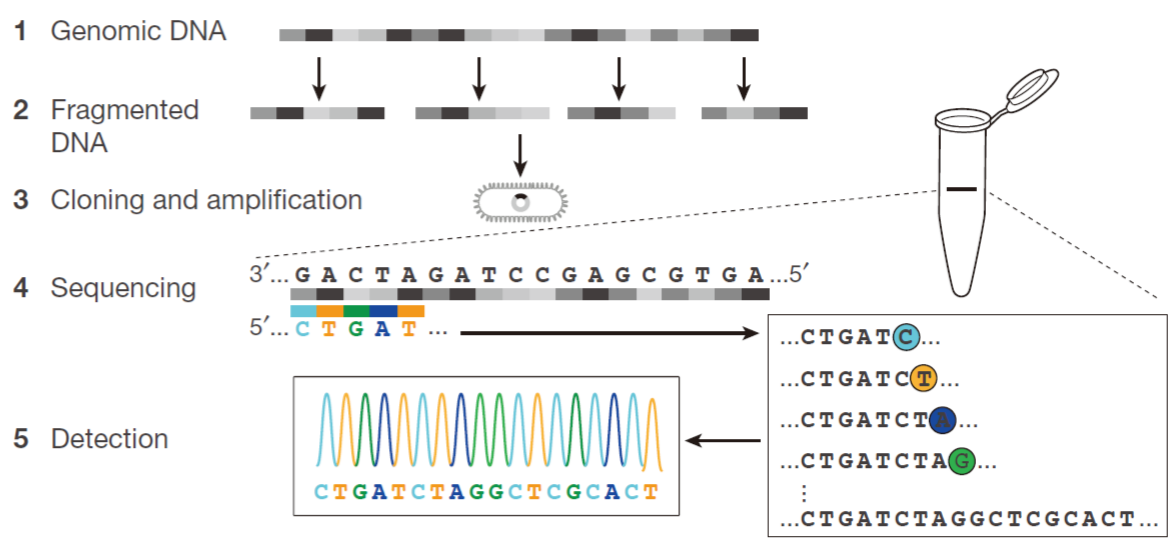 1 Genomic DNA
2 Fragmented
DNA
3 Cloning and amplification
4 Sequencing
3′...GACTAGATCCGAGCGTGA...5′
5′...CTGAT...
...CTGATC...
...CTGATCT...
...CTGATCTA...
...CTGATCTAG...
⋮
...CTGATCTAGGCTCGCACT...
5 Detection
CTGATCTAGGCTCGCACT